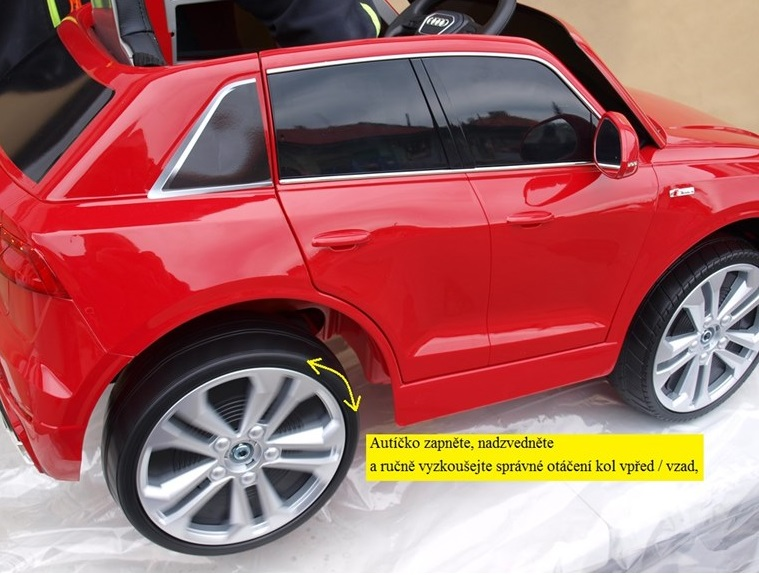 Autíčko zapněte, nadzvedněte
a ručně vyzkoušejte správné otáčení kol vpřed / vzad,